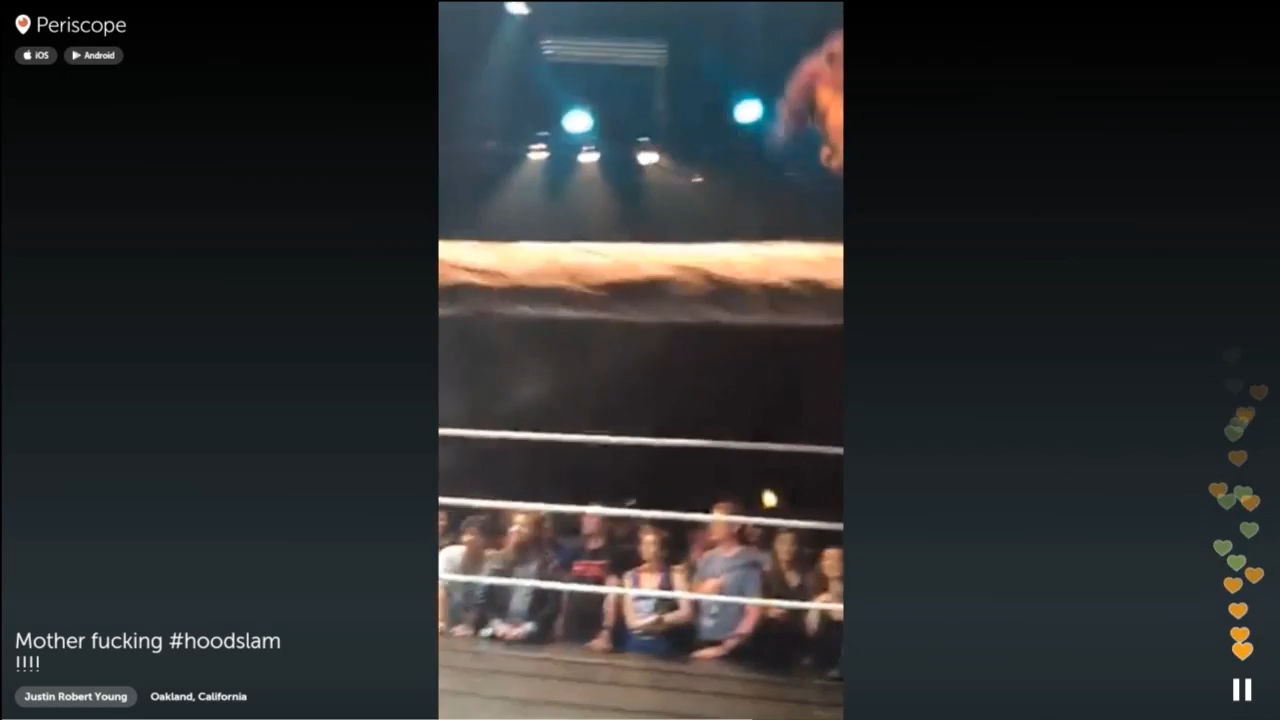 Periscope
iOS
Android
Mother fucking #hoodslam
!!!!
Justin Robert Young
Oakland, California